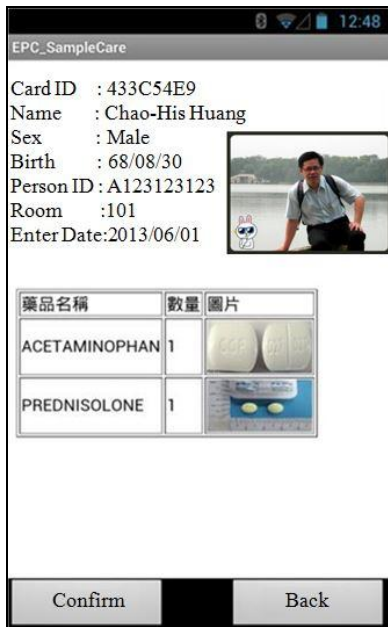 12:48
EPC_SampleCare
Card ID : 433C54E9
Name : Chao-His Huang
Sex : Male
Birth : 68/08/30
Person ID : A123123123
Room :101
Enter Date:2013/06/01
藥品名稱 數量 圖片
ACETAMINOPHAN 1
PREDNISOLONE 1
Confirm Back